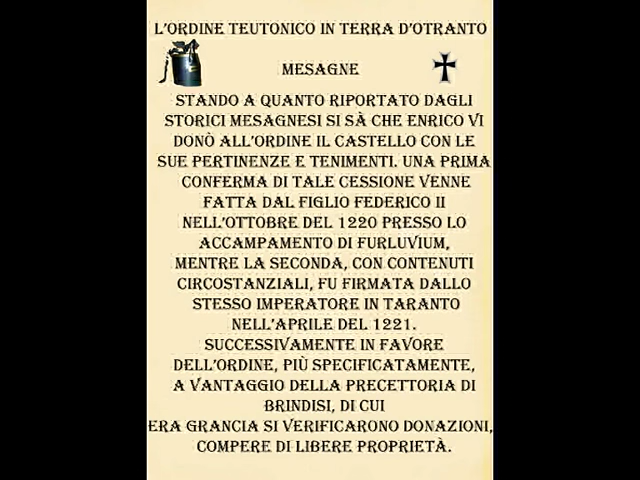 L'ORDINE TEUTONICO IN TERRA D'OTRANTO
MESAGNE
STANDO A QUANTO RIPORTATO DAGLI
STORICI MESAGNESI SI SÀ CHE ENRICO VI
DONÒ ALL'ORDINE IL CASTELLO CON LE
SUE PERTINENZE E TENIMENTI. UNA PRIMA
CONFERMA DI TALE CESSIONE VENNE
FATTA DAL FIGLIO FEDERICO II
NELL'OTTOBRE DEL 1220 PRESSO LO
ACCAMPAMENTO DI FURLUVIUM,
MENTRE LA SECONDA, CON CONTENUTI
CIRCOSTANZIALI, FU FIRMATA DALLO
STESSO IMPERATORE IN TARANTO
NELL'APRILE DEL 1221.
SUCCESSIVAMENTE IN FAVORE
DELL'ORDINE, PIÙ SPECIFICATAMENTE,
A VANTAGGIO DELLA PRECETTORIA DI
BRINDISI, DI CUI
ERA GRANCIA SI VERIFICARONO DONAZIONI,
COMPERE DI LIBERE PROPRIETÀ.